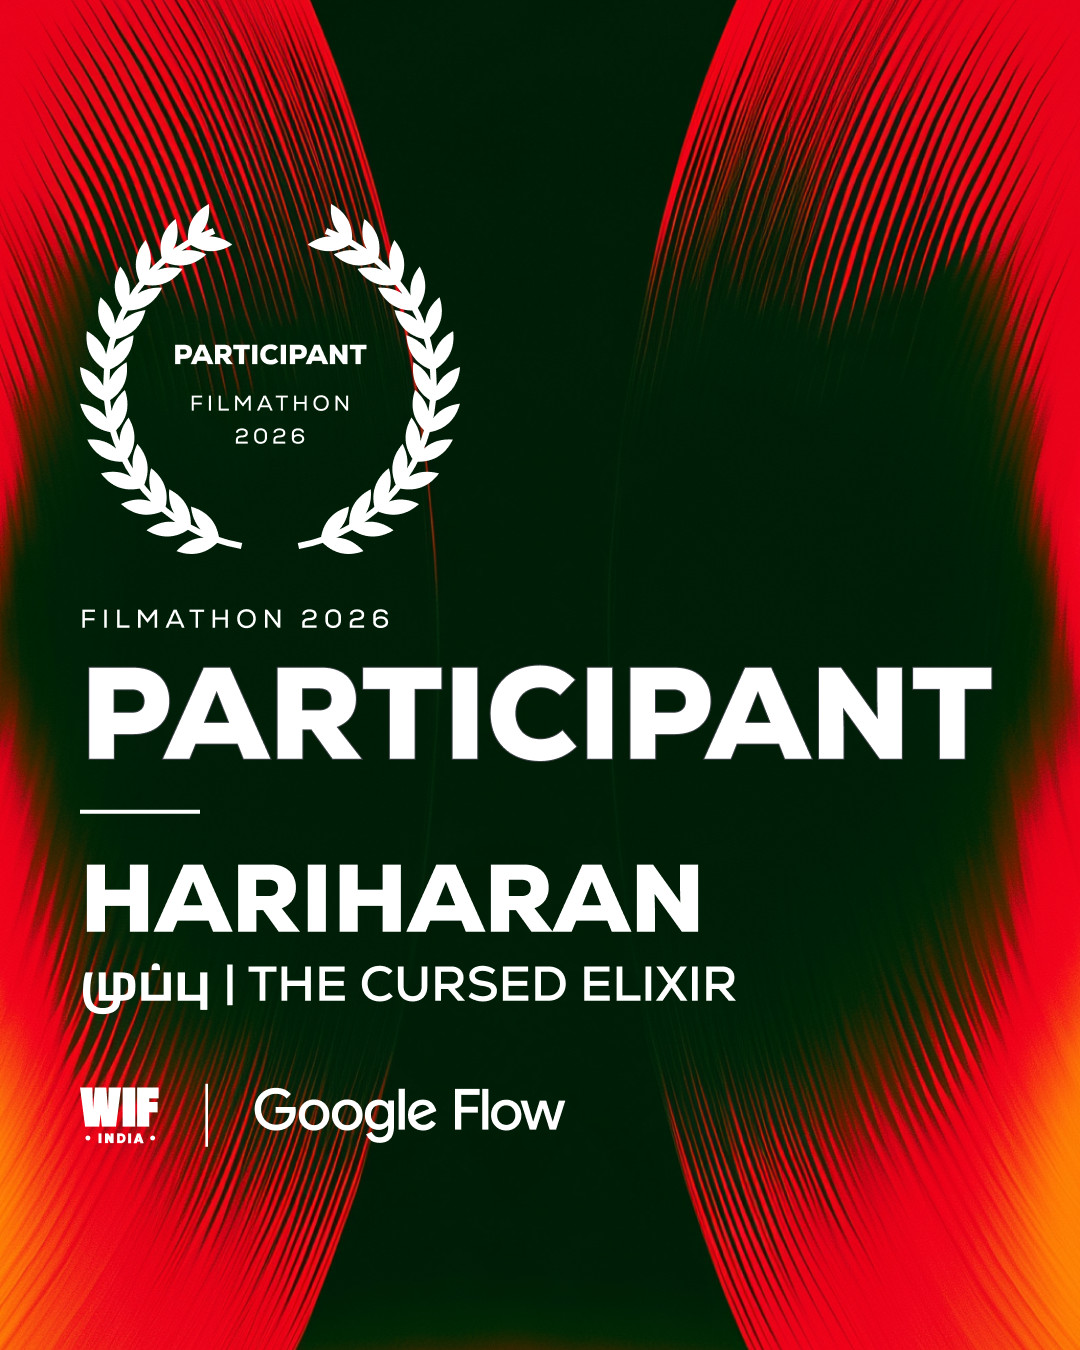 PARTICIPANT
FILMATHON
2026
FILMATHON 2026
PARTICIPANT
HARIHARAN
முப்பு | THE CURSED ELIXIR
WIF
• INDIA •
Google Flow